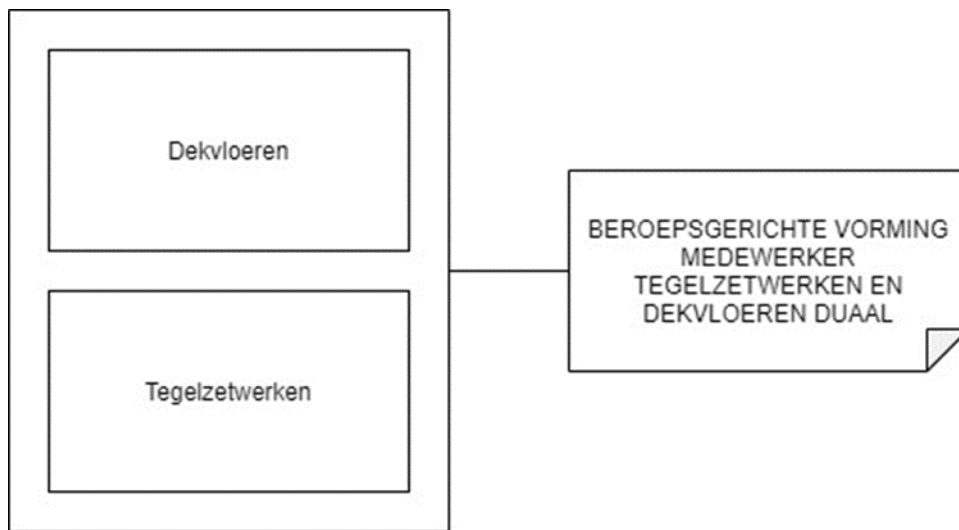 Dekvloeren
Tegelzetwerken
BEROEPSGERICHTE VORMING
MEDEWERKER
TEGELZETWERKEN EN
DEKVLOEREN DUAAL